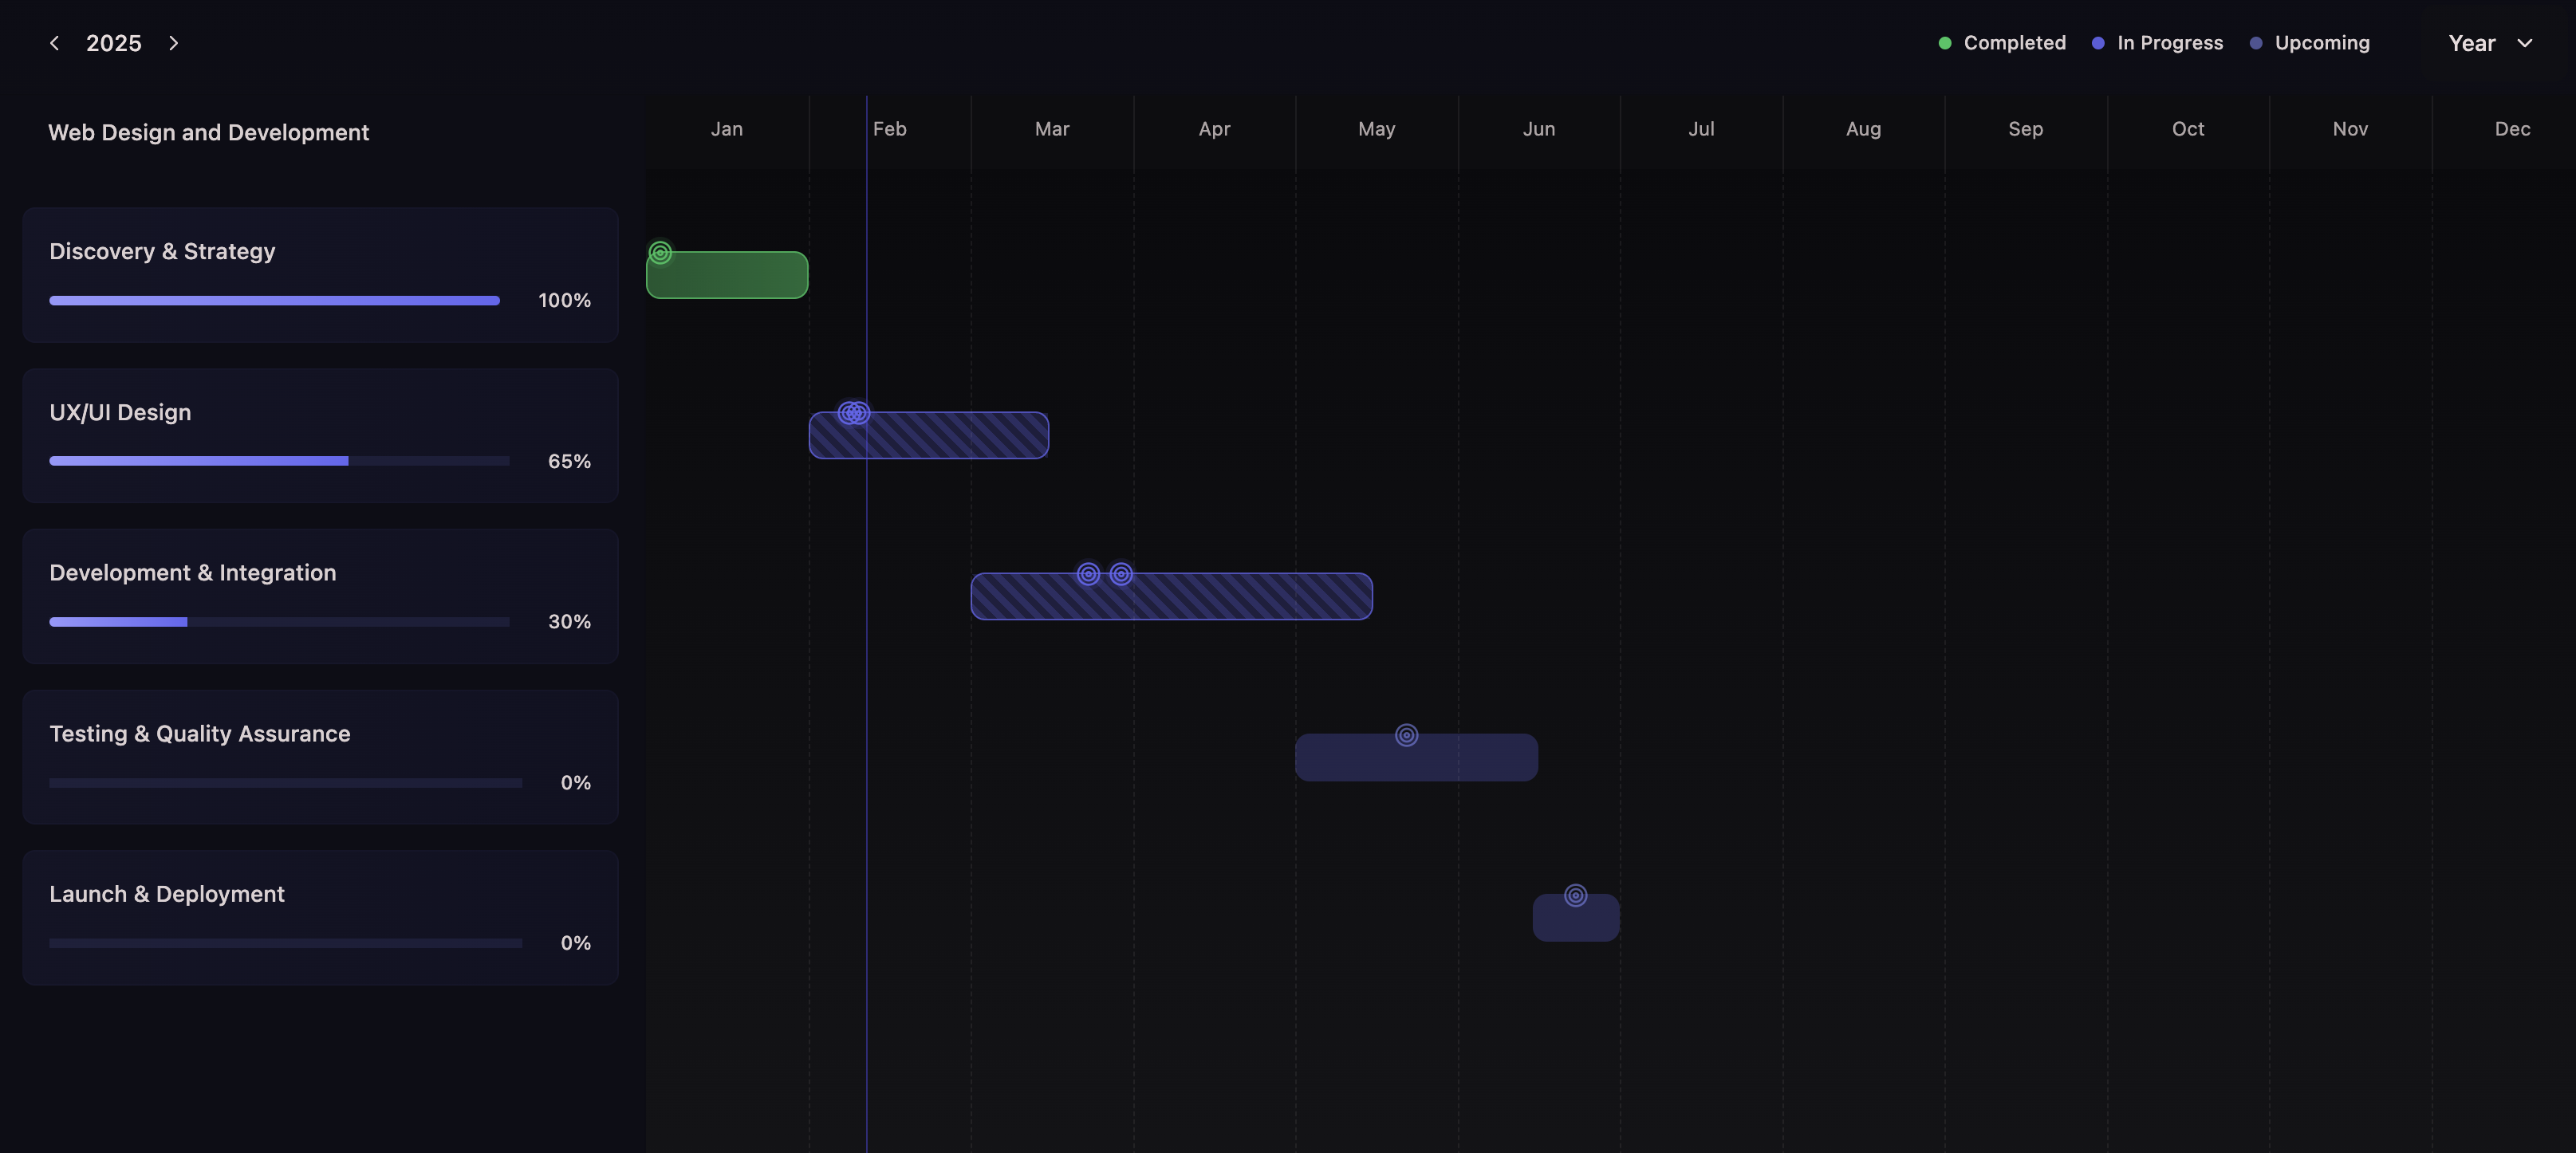 2025
Completed
In Progress
Upcoming
Year
Web Design and Development
Jan Feb Mar Apr May Jun Jul Aug Sep Oct Nov Dec
Discovery & Strategy
100%
UX/UI Design
65%
Development & Integration
30%
Testing & Quality Assurance
0%
Launch & Deployment
0%